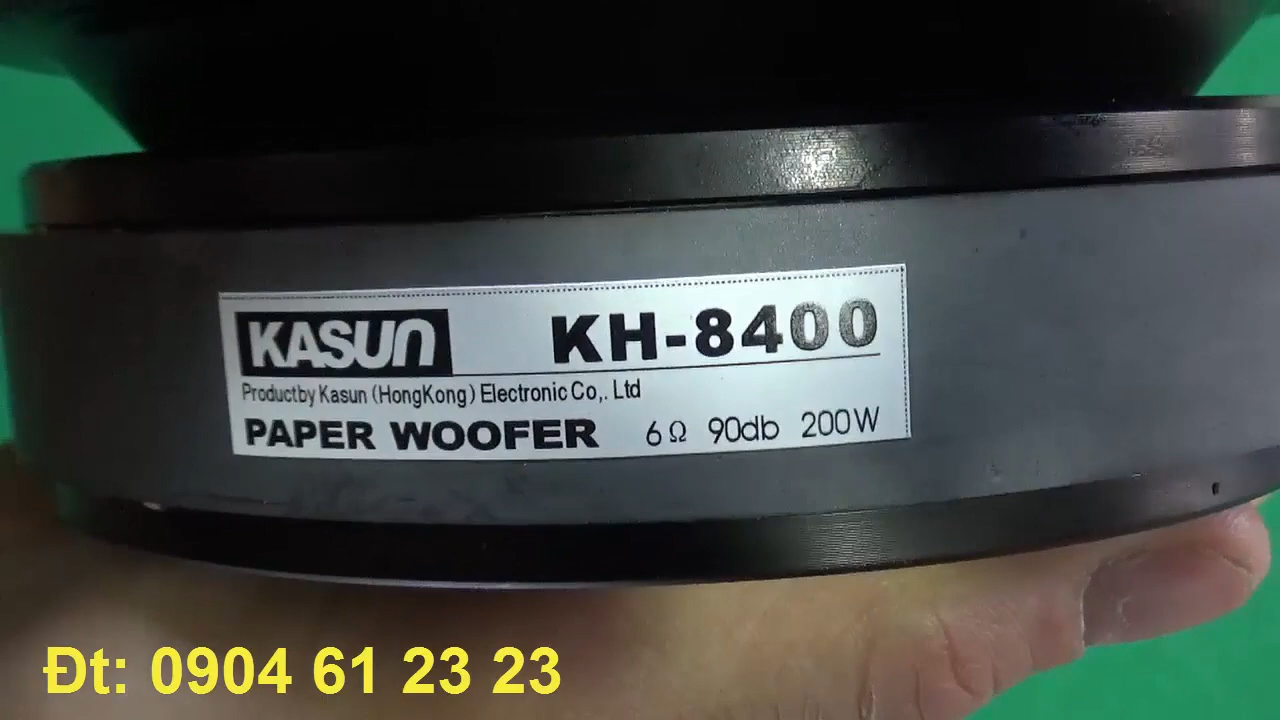 KASUN KH-8400
Productby Kasun (HongKong) Electronic Co,. Ltd
PAPER WOOFER 6Ω 90db 200W
Đt: 0904 61 23 23